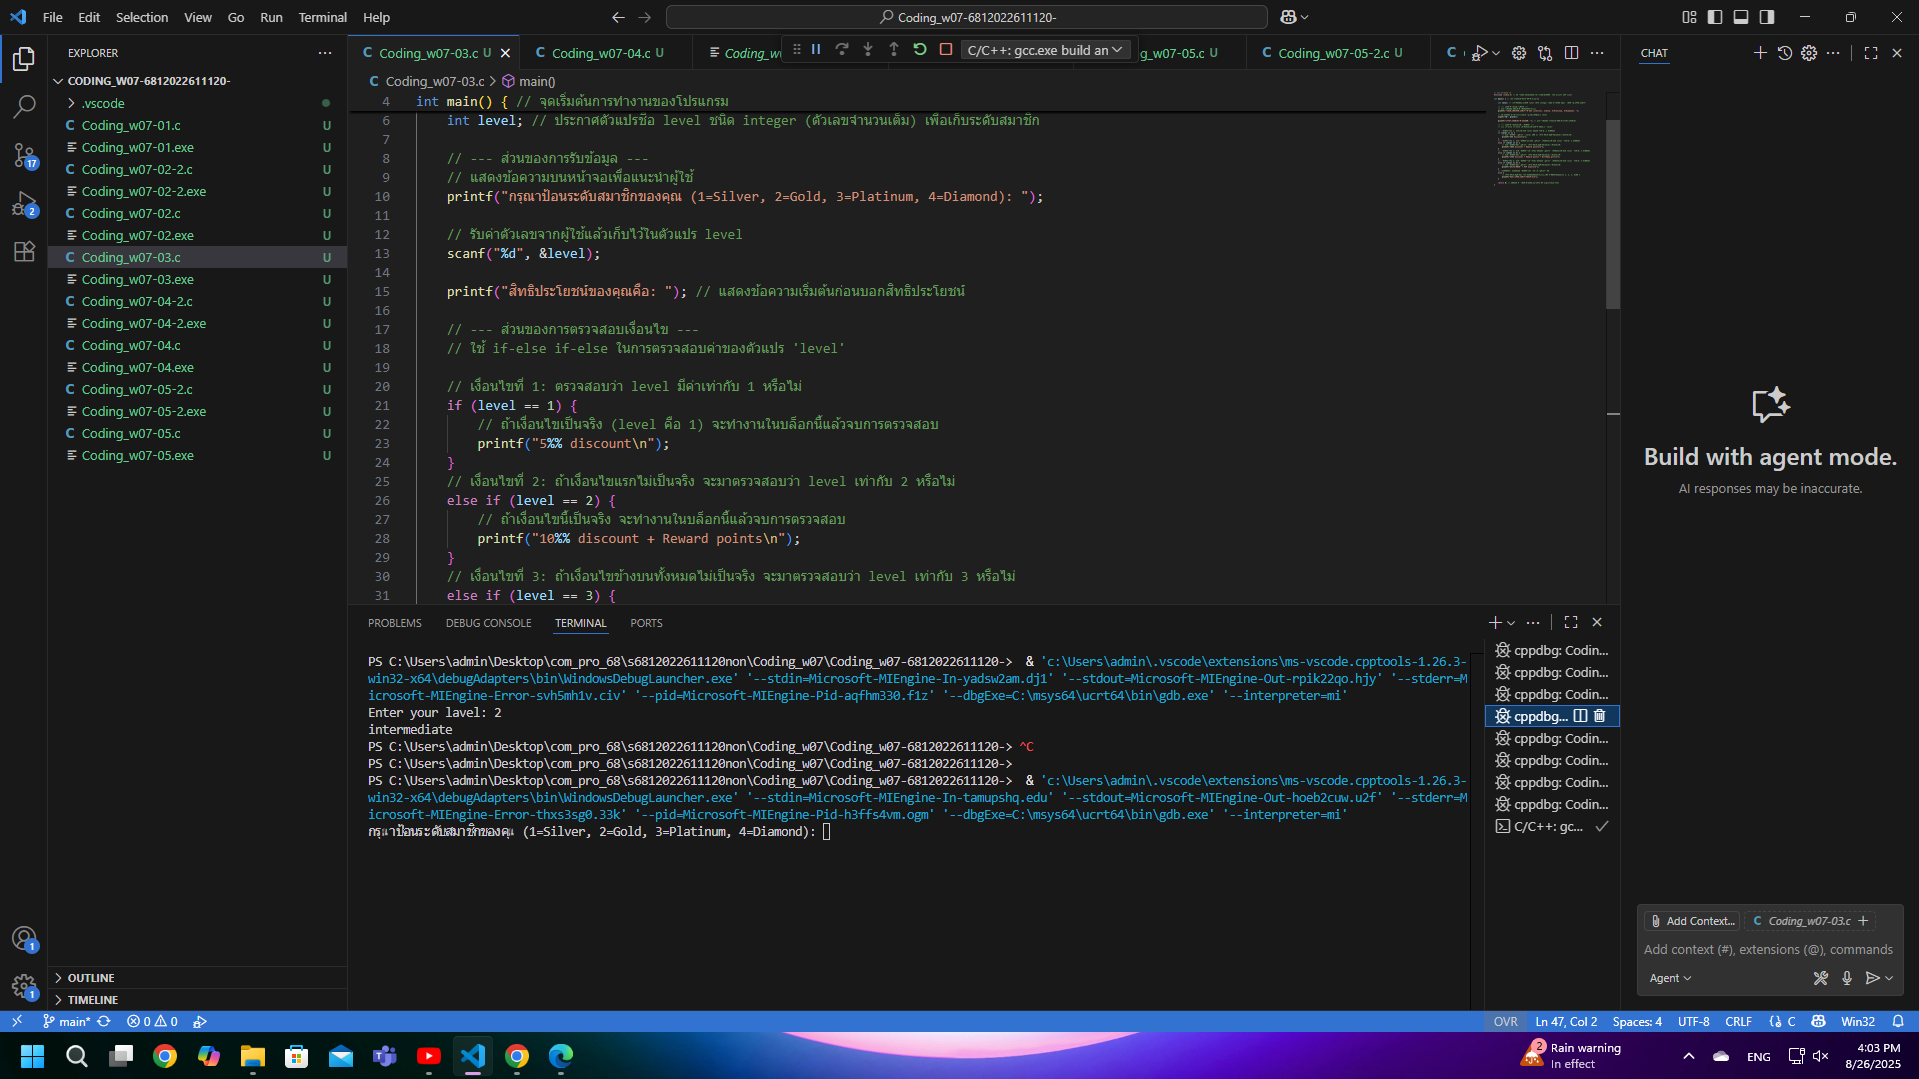 File Edit Selection View Go Run Terminal Help
Coding_w07-6812022611120-
EXPLORER
CODING_W07-6812022611120-
.vscode
Coding_w07-01.c U
Coding_w07-01.exe U
Coding_w07-02-2.c U
Coding_w07-02-2.exe U
Coding_w07-02.c U
Coding_w07-02.exe U
Coding_w07-03.c U
Coding_w07-03.exe U
Coding_w07-04-2.c U
Coding_w07-04-2.exe U
Coding_w07-04.c U
Coding_w07-04.exe U
Coding_w07-05-2.c U
Coding_w07-05-2.exe U
Coding_w07-05.c U
Coding_w07-05.exe U
OUTLINE
TIMELINE
17
2
1
1
Coding_w07-03.c U Coding_w07-04.c U Coding_w C/C++: gcc.exe build an g_w07-05.c U Coding_w07-05-2.c U
Coding_w07-03.c > main()
4 int main() { // จุดเริ่มต้นการทำงานของโปรแกรม
6 int level; // ประกาศตัวแปรชื่อ level ชนิด integer (ตัวเลขจำนวนเต็ม) เพื่อเก็บระดับสมาชิก
7
8 // --- ส่วนของการรับข้อมูล ---
9 // แสดงข้อความบนหน้าจอเพื่อแนะนำผู้ใช้
10 printf("กรุณาป้อนระดับสมาชิกของคุณ (1=Silver, 2=Gold, 3=Platinum, 4=Diamond): ");
11
12 // รับค่าตัวเลขจากผู้ใช้แล้วเก็บไว้ในตัวแปร level
13 scanf("%d", &level);
14
15 printf("สิทธิประโยชน์ของคุณคือ: "); // แสดงข้อความเริ่มต้นก่อนบอกสิทธิประโยชน์
16
17 // --- ส่วนของการตรวจสอบเงื่อนไข ---
18 // ใช้ if-else if-else ในการตรวจสอบค่าของตัวแปร 'level'
19
20 // เงื่อนไขที่ 1: ตรวจสอบว่า level มีค่าเท่ากับ 1 หรือไม่
21 if (level == 1) {
22 // ถ้าเงื่อนไขเป็นจริง (level คือ 1) จะทำงานในบล็อกนี้แล้วจบการตรวจสอบ
23 printf("5%% discount\n");
24 }
25 // เงื่อนไขที่ 2: ถ้าเงื่อนไขแรกไม่เป็นจริง จะมาตรวจสอบว่า level เท่ากับ 2 หรือไม่
26 else if (level == 2) {
27 // ถ้าเงื่อนไขนี้เป็นจริง จะทำงานในบล็อกนี้แล้วจบการตรวจสอบ
28 printf("10%% discount + Reward points\n");
29 }
30 // เงื่อนไขที่ 3: ถ้าเงื่อนไขข้างบนทั้งหมดไม่เป็นจริง จะมาตรวจสอบว่า level เท่ากับ 3 หรือไม่
31 else if (level == 3) {
PROBLEMS DEBUG CONSOLE TERMINAL PORTS
PS C:\Users\admin\Desktop\com_pro_68\s6812022611120non\Coding_w07\Coding_w07-6812022611120-> & 'c:\Users\admin\.vscode\extensions\ms-vscode.cpptools-1.26.3-
win32-x64\debugAdapters\bin\WindowsDebugLauncher.exe' '--stdin=Microsoft-MIEngine-In-yadsw2am.dj1' '--stdout=Microsoft-MIEngine-Out-rpik22qo.hjy' '--stderr=M
icrosoft-MIEngine-Error-svh5mh1v.civ' '--pid=Microsoft-MIEngine-Pid-aqfhm330.f1z' '--dbgExe=C:\msys64\ucrt64\bin\gdb.exe' '--interpreter=mi'
Enter your lavel: 2
intermediate
PS C:\Users\admin\Desktop\com_pro_68\s6812022611120non\Coding_w07\Coding_w07-6812022611120-> ^C
PS C:\Users\admin\Desktop\com_pro_68\s6812022611120non\Coding_w07\Coding_w07-6812022611120->
PS C:\Users\admin\Desktop\com_pro_68\s6812022611120non\Coding_w07\Coding_w07-6812022611120-> & 'c:\Users\admin\.vscode\extensions\ms-vscode.cpptools-1.26.3-
win32-x64\debugAdapters\bin\WindowsDebugLauncher.exe' '--stdin=Microsoft-MIEngine-In-tamupshq.edu' '--stdout=Microsoft-MIEngine-Out-hoeb2cuw.u2f' '--stderr=M
icrosoft-MIEngine-Error-thxs3sg0.33k' '--pid=Microsoft-MIEngine-Pid-h3ffs4vm.ogm' '--dbgExe=C:\msys64\ucrt64\bin\gdb.exe' '--interpreter=mi'
กรุณาป้อนระดับสมาชิกของคุณ (1=Silver, 2=Gold, 3=Platinum, 4=Diamond):
cppdbg: Codin...
cppdbg: Codin...
cppdbg: Codin...
cppdbg...
cppdbg: Codin...
cppdbg: Codin...
cppdbg: Codin...
cppdbg: Codin...
C/C++: gc...
CHAT
Build with agent mode.
AI responses may be inaccurate.
Add Context... Coding_w07-03.c
Add context (#), extensions (@), commands
Agent
main* 0 0
OVR Ln 47, Col 2 Spaces: 4 UTF-8 CRLF C Win32
2
Rain warning
In effect
ENG
4:03 PM
8/26/2025